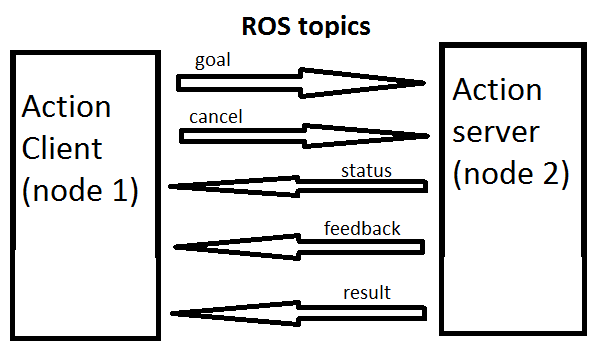 ROS topics
goal
Action
Client
(node 1)
cancel
status
feedback
result
Action
server
(node 2)